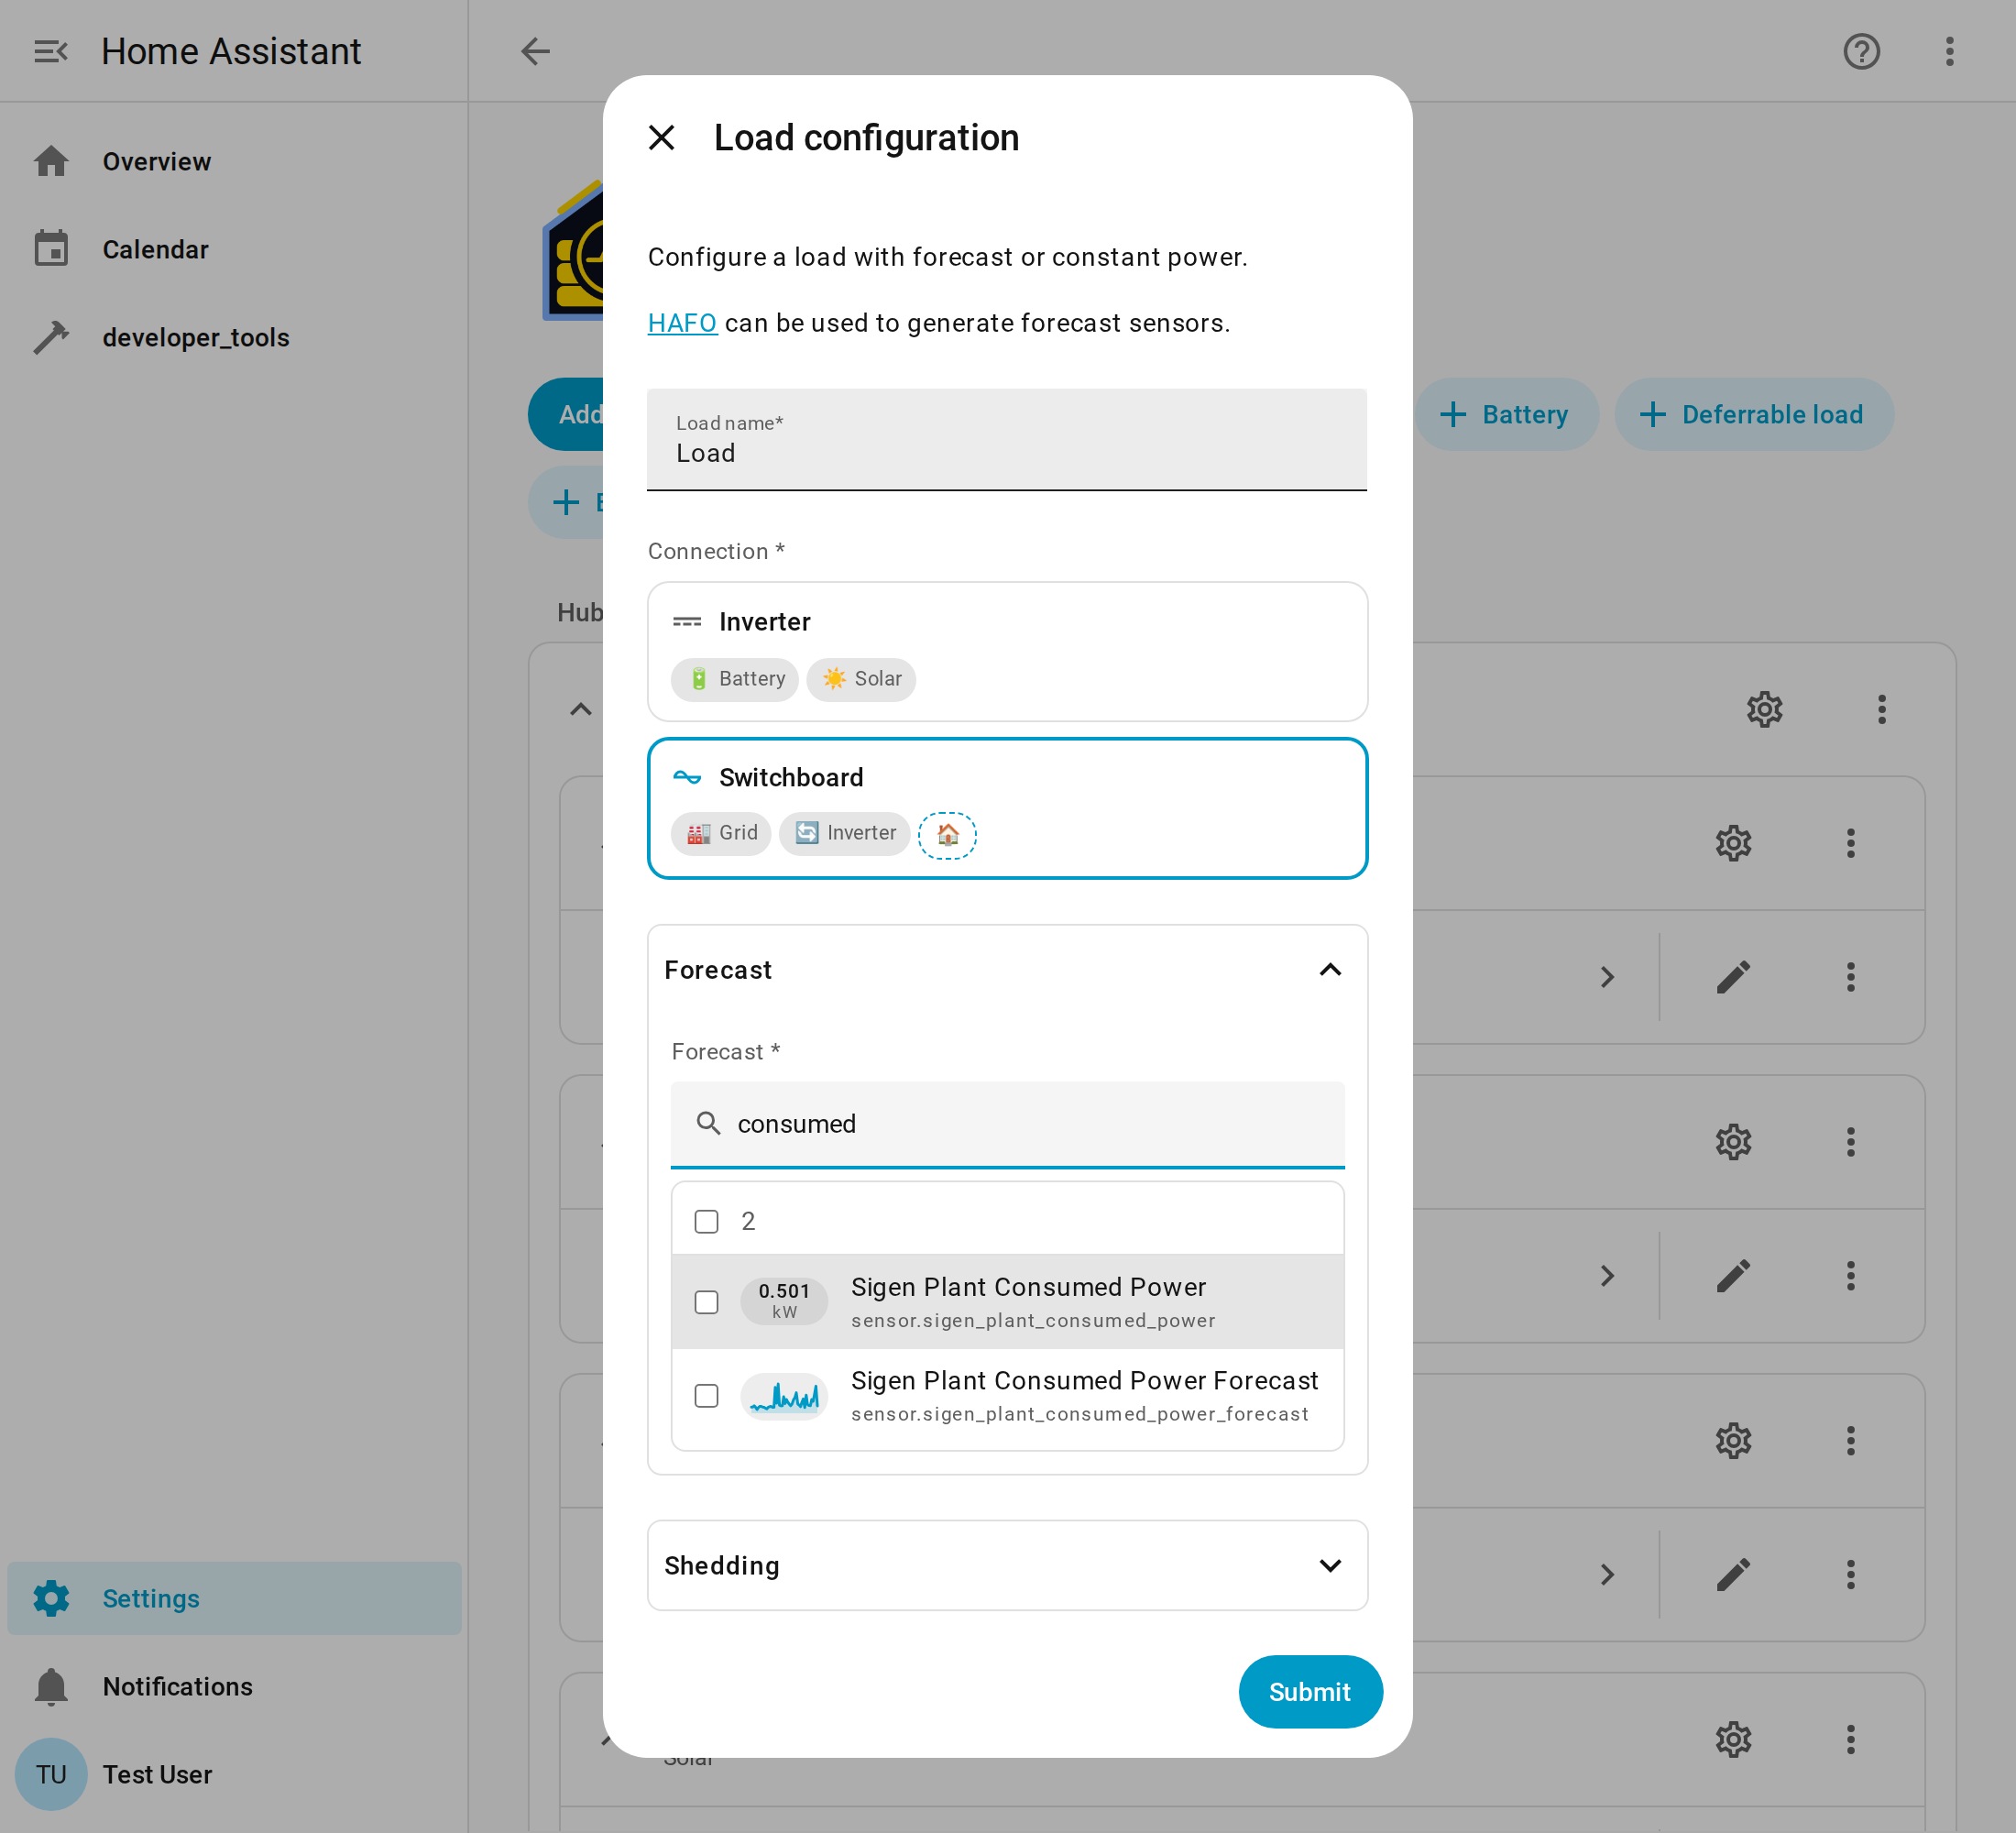 Home Assistant
Overview
Calendar
developer_tools
Settings
Notifications
TU
Test User
Add
Battery
Deferrable load
Hub
Load configuration
Configure a load with forecast or constant power.
HAFO can be used to generate forecast sensors.
Load name*
Load
Connection *
Inverter
Battery
Solar
Switchboard
Grid
Inverter
Forecast
Forecast *
consumed
2
0.501
kW
Sigen Plant Consumed Power
sensor.sigen_plant_consumed_power
Sigen Plant Consumed Power Forecast
sensor.sigen_plant_consumed_power_forecast
Shedding
Submit
Solar